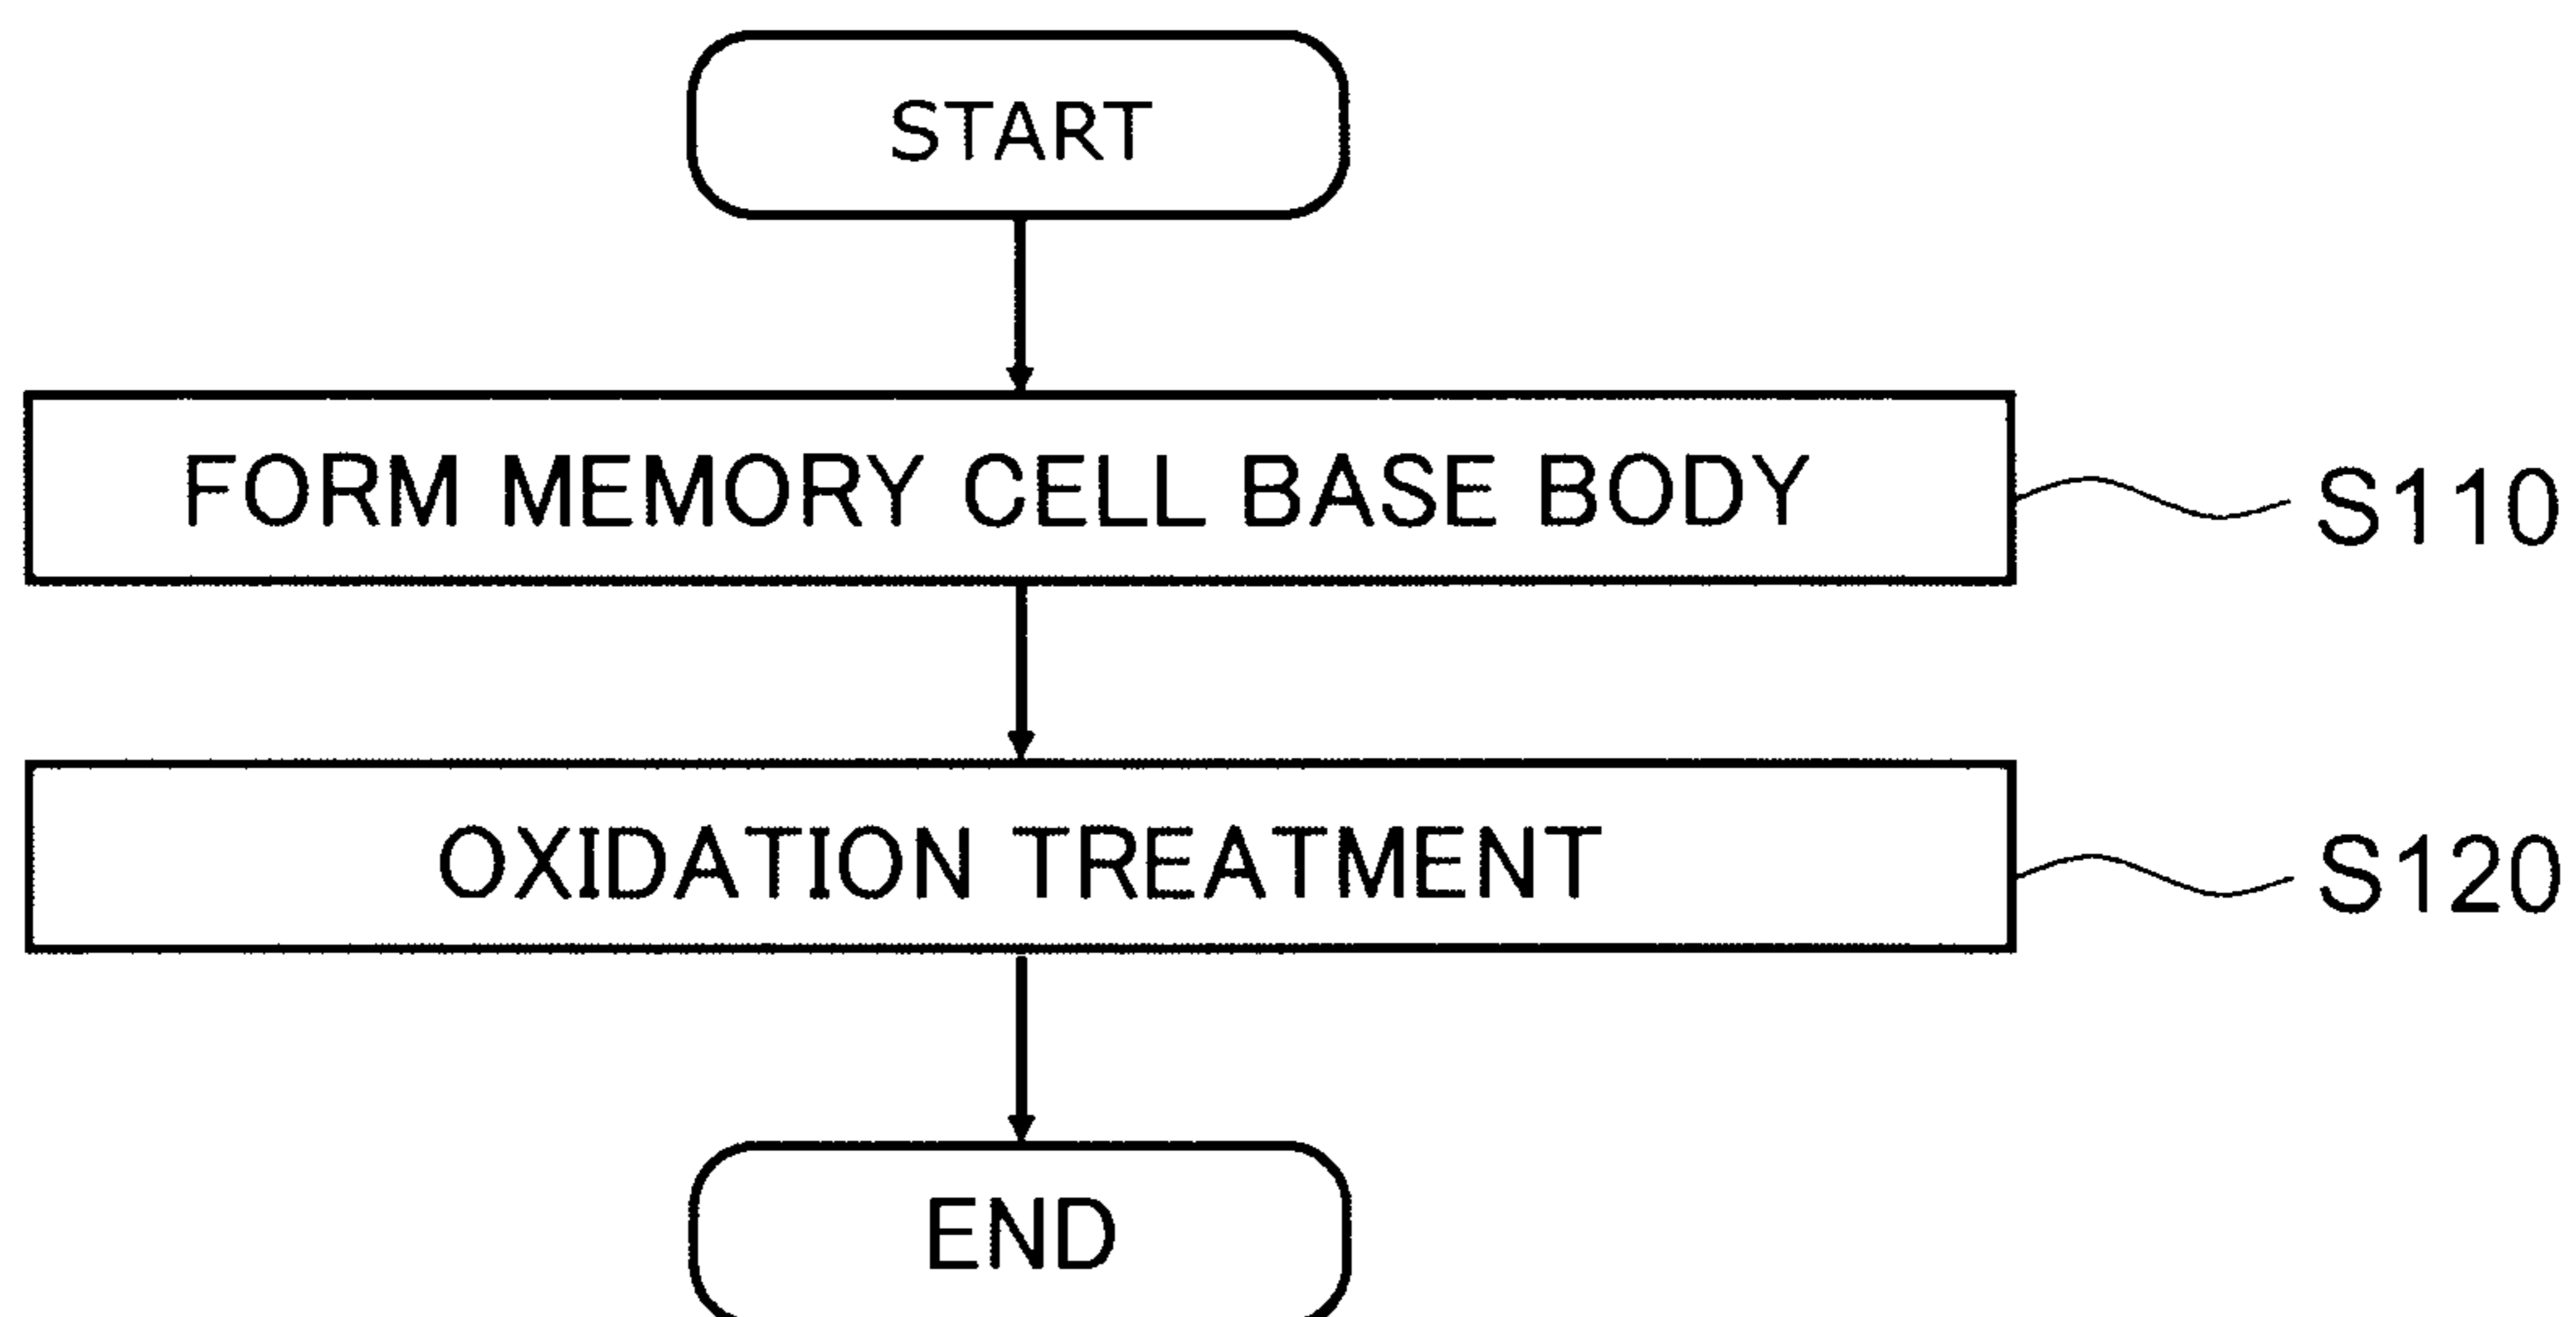 START
FORM MEMORY CELL BASE BODY
S110
OXIDATION TREATMENT
S120
END